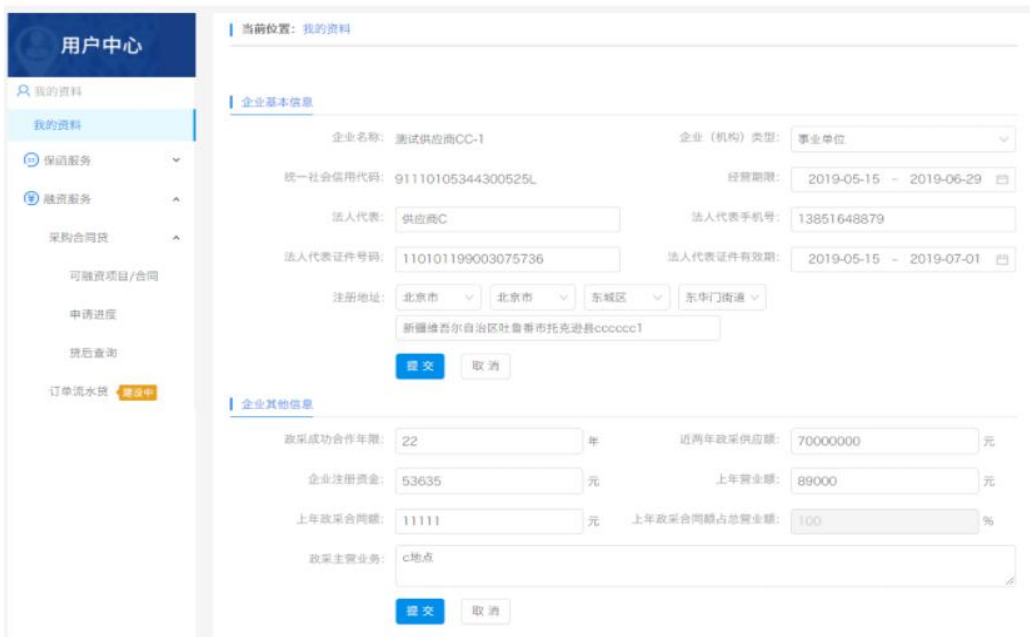 用户中心
我的资料
我的资料
保函服务
融资服务
采购合同贷
可融资项目/合同
申请进度
贷后查询
订单流水贷 建设中
当前位置: 我的资料
企业基本信息
企业名称: 测试供应商CC-1 企业（机构）类型: 事业单位
统一社会信用代码: 91110105344300525L 经营期限: 2019-05-15 - 2019-06-29
法人代表: 供应商C 法人代表手机号: 13851648879
法人代表证件号码: 110101199003075736 法人代表证件有效期: 2019-05-15 - 2019-07-01
注册地址: 北京市 北京市 东城区 东华门街道
新疆维吾尔自治区吐鲁番市托克逊县cccccc1
提交 取消
企业其他信息
政采成功合作年限: 22 年 近两年政采供应额: 70000000 元
企业注册资金: 53635 元 上年营业额: 89000 元
上年政采合同额: 11111 元 上年政采合同额占总营业额: 100 %
政采主营业务: c地点
提交 取消